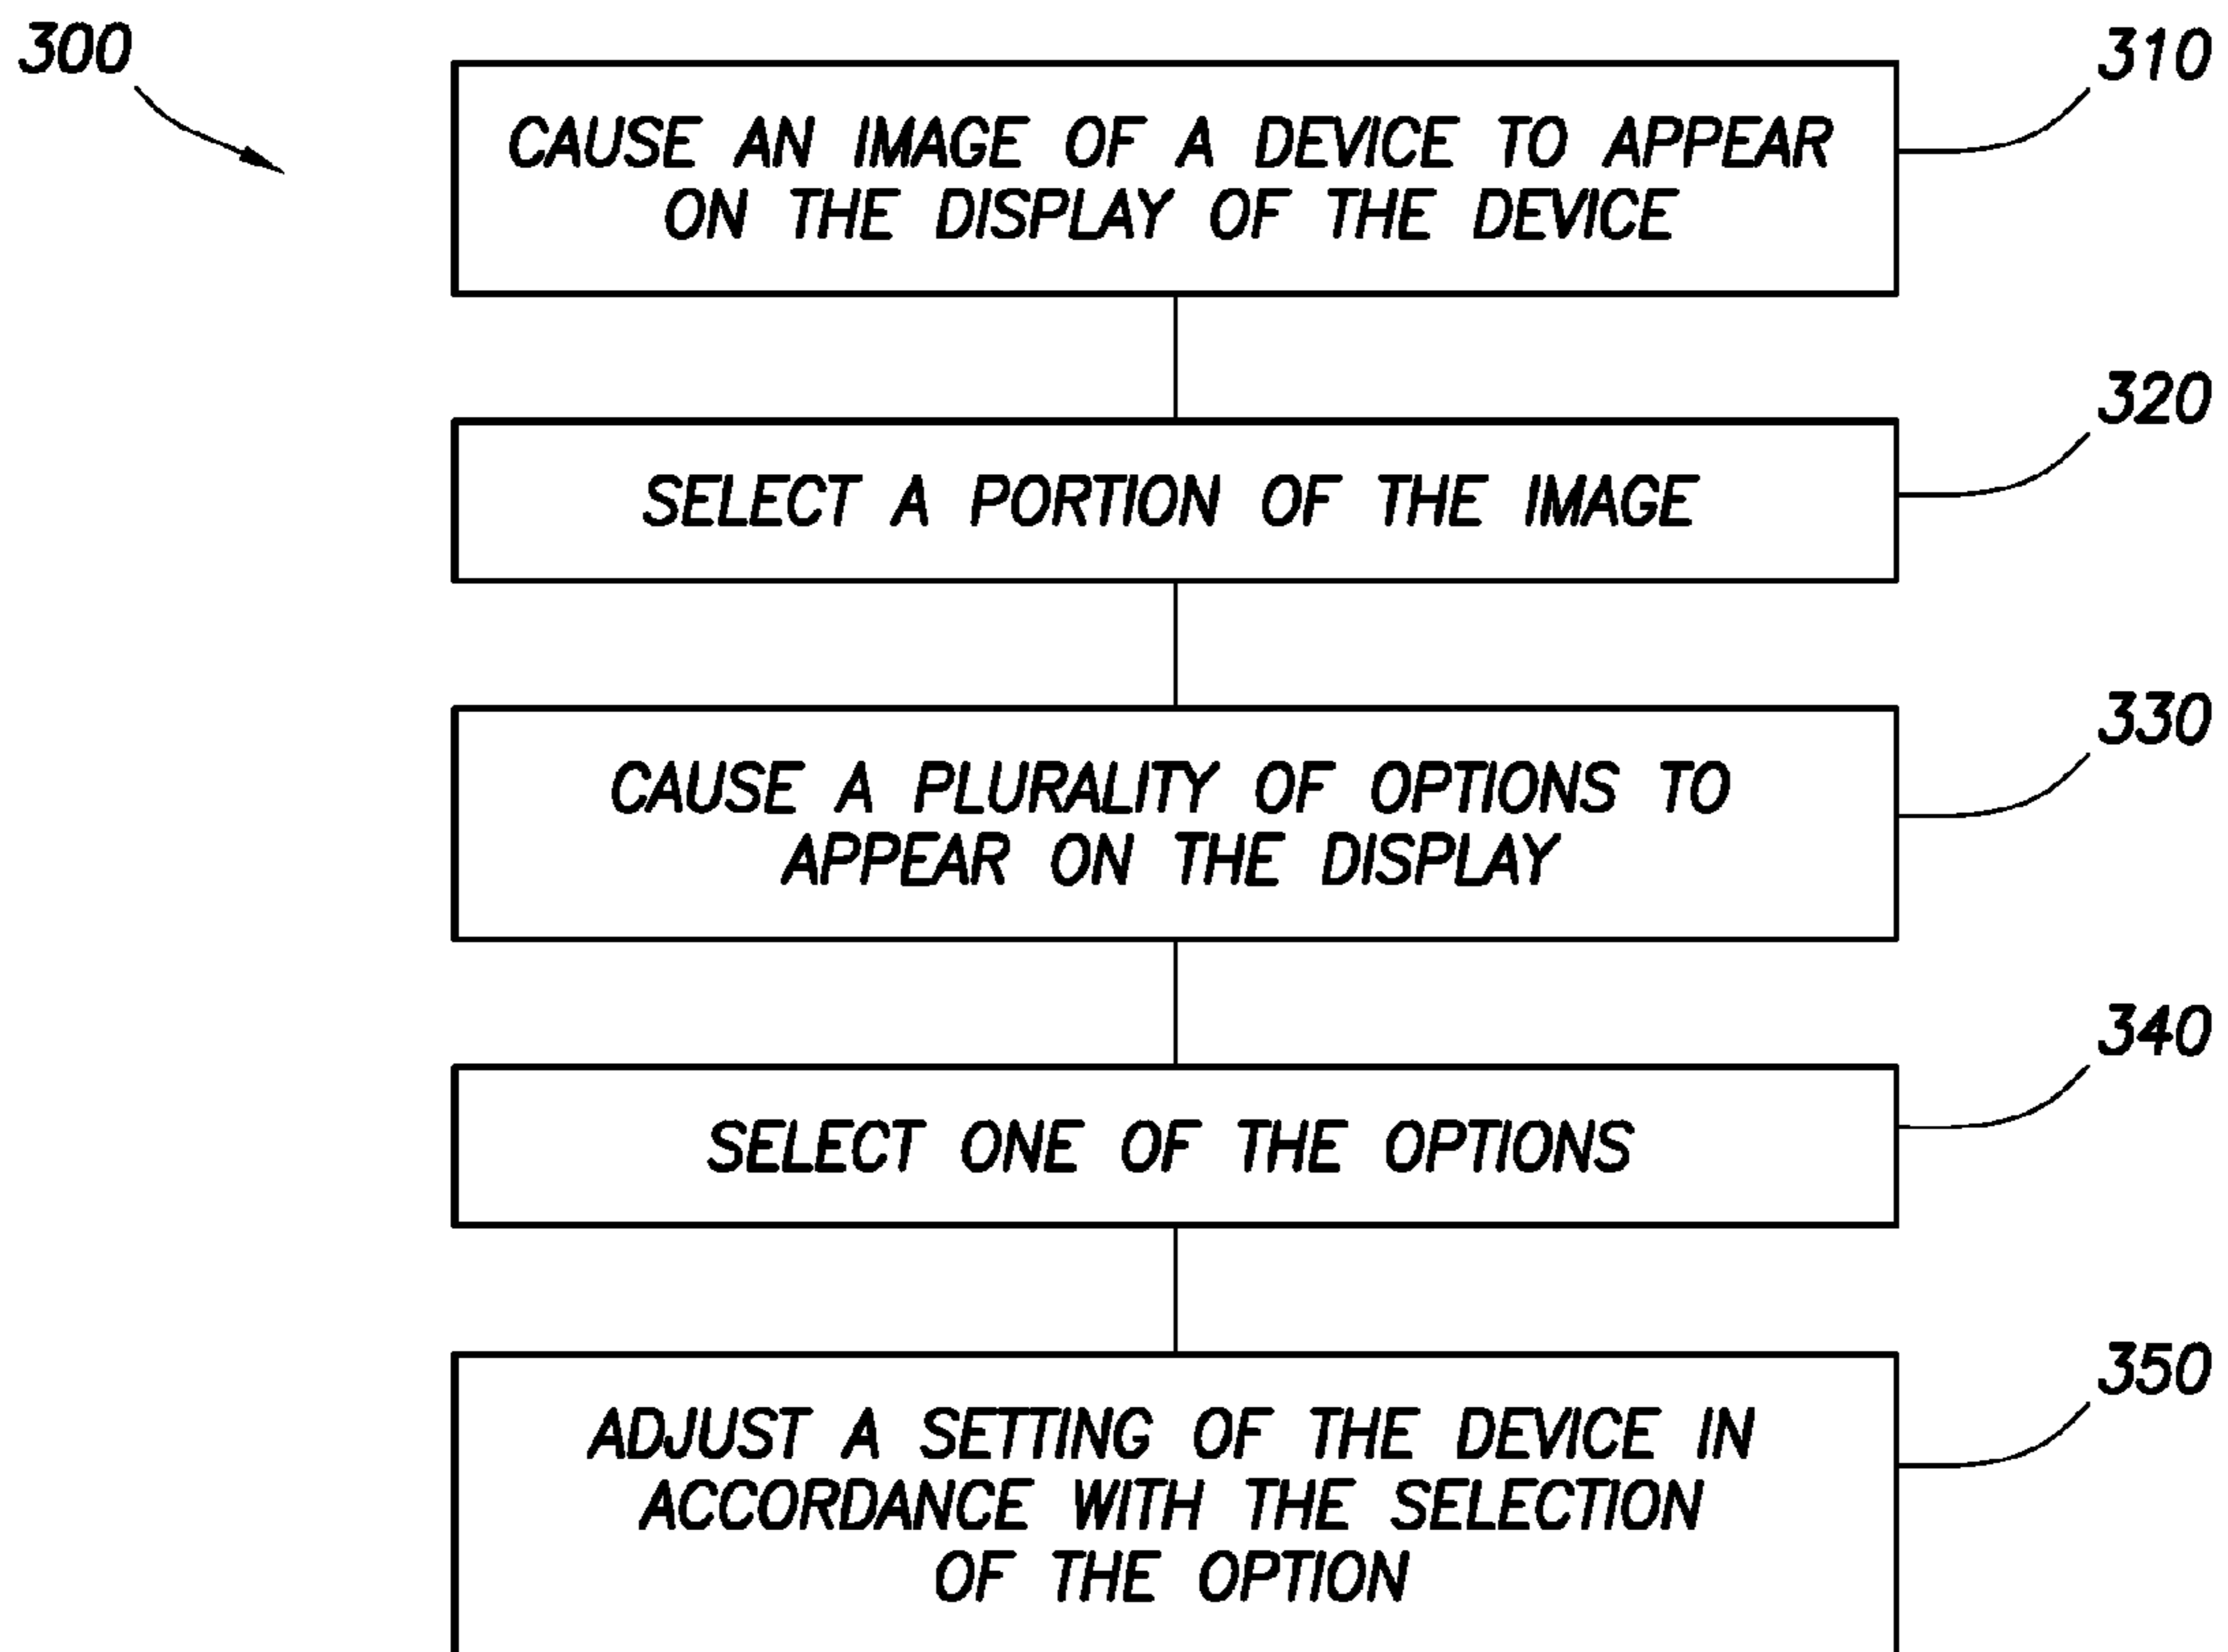 300
310
CAUSE AN IMAGE OF A DEVICE TO APPEAR
ON THE DISPLAY OF THE DEVICE
320
SELECT A PORTION OF THE IMAGE
330
CAUSE A PLURALITY OF OPTIONS TO
APPEAR ON THE DISPLAY
340
SELECT ONE OF THE OPTIONS
350
ADJUST A SETTING OF THE DEVICE IN
ACCORDANCE WITH THE SELECTION
OF THE OPTION